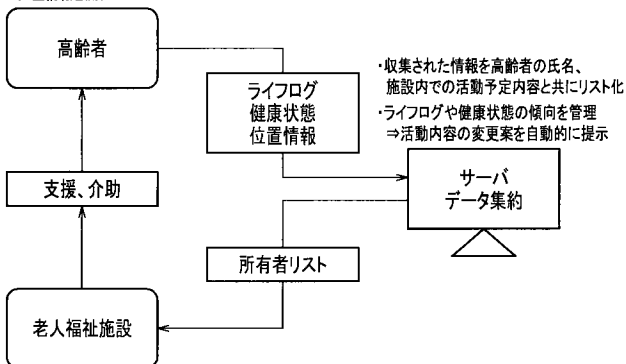 高齢者
ライフログ
健康状態
位置情報
・収集された情報を高齢者の氏名、
施設内での活動予定内容と共にリスト化
・ライフログや健康状態の傾向を管理
⇒活動内容の変更案を自動的に提示
サーバ
データ集約
支援、介助
所有者リスト
老人福祉施設